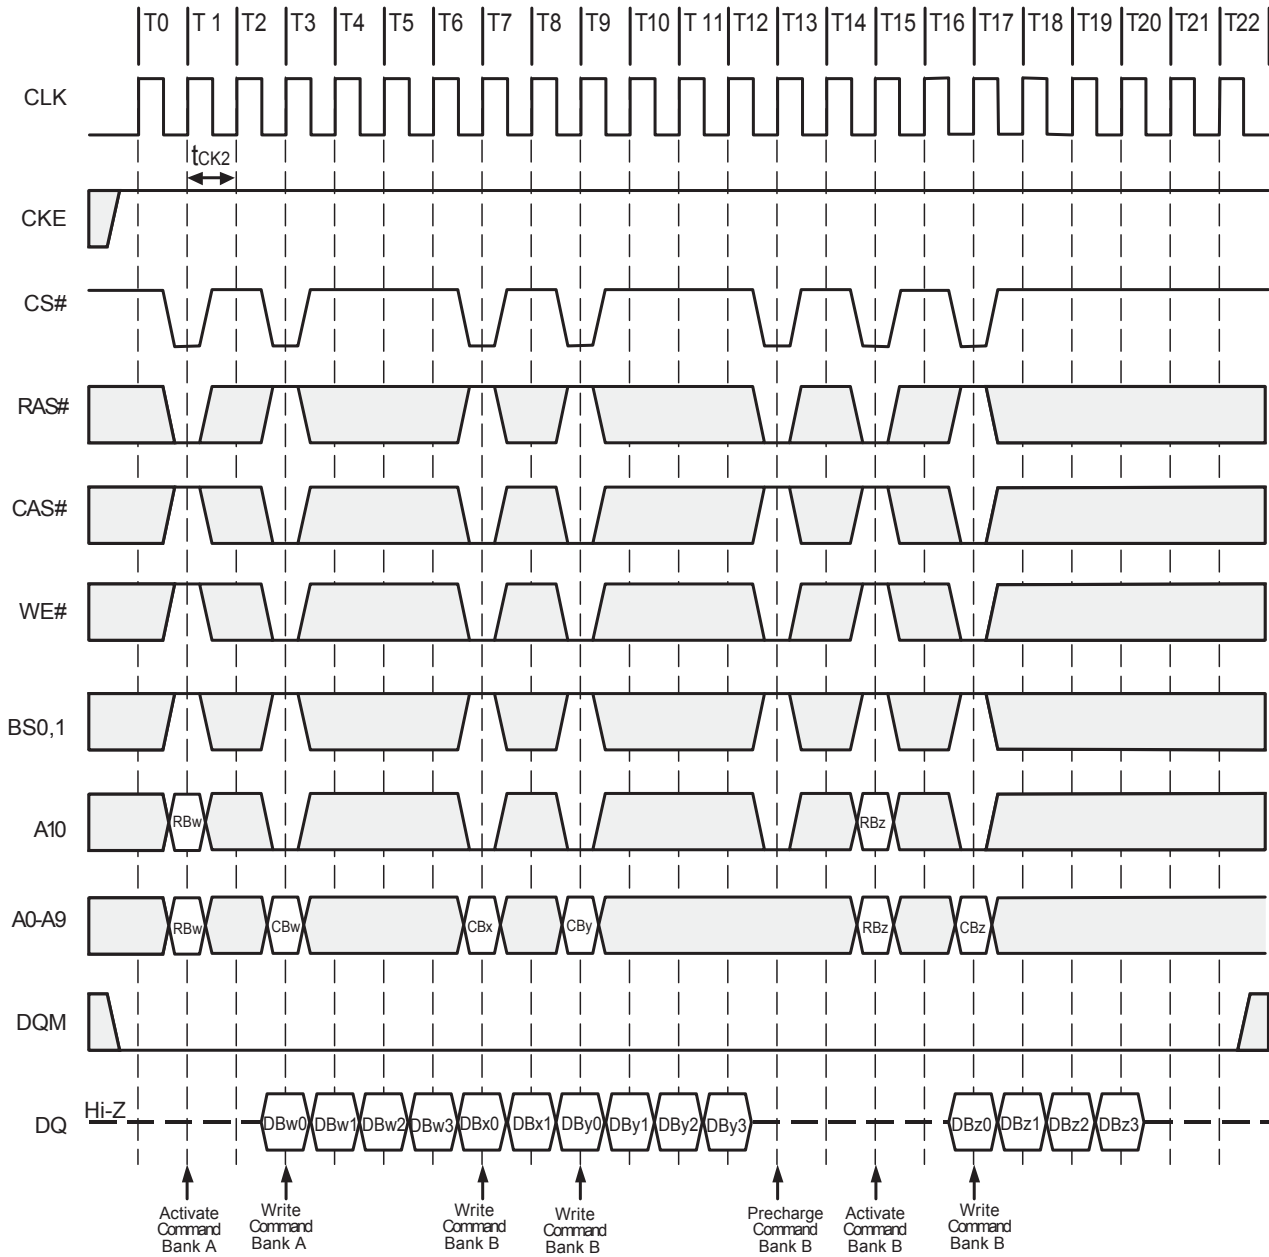 T0 T 1 T2 T3 T4 T5 T6 T7 T8 T9 T10 T 11 T12 T13 T14 T15 T16 T17 T18 T19 T20 T21 T22
CLK
tCK2
CKE
CS#
RAS#
CAS#
WE#
BS0,1
A10 RBw RBz
A0-A9 RBw CBw CBx CBy RBz CBz
DQM
DQ Hi-Z DBw0 DBw1 DBw2 DBw3 DBx0 DBx1 DBy0 DBy1 DBy2 DBy3 DBz0 DBz1 DBz2 DBz3
Activate
Command
Bank A
Write
Command
Bank A
Write
Command
Bank B
Write
Command
Bank B
Precharge
Command
Bank B
Activate
Command
Bank B
Write
Command
Bank B